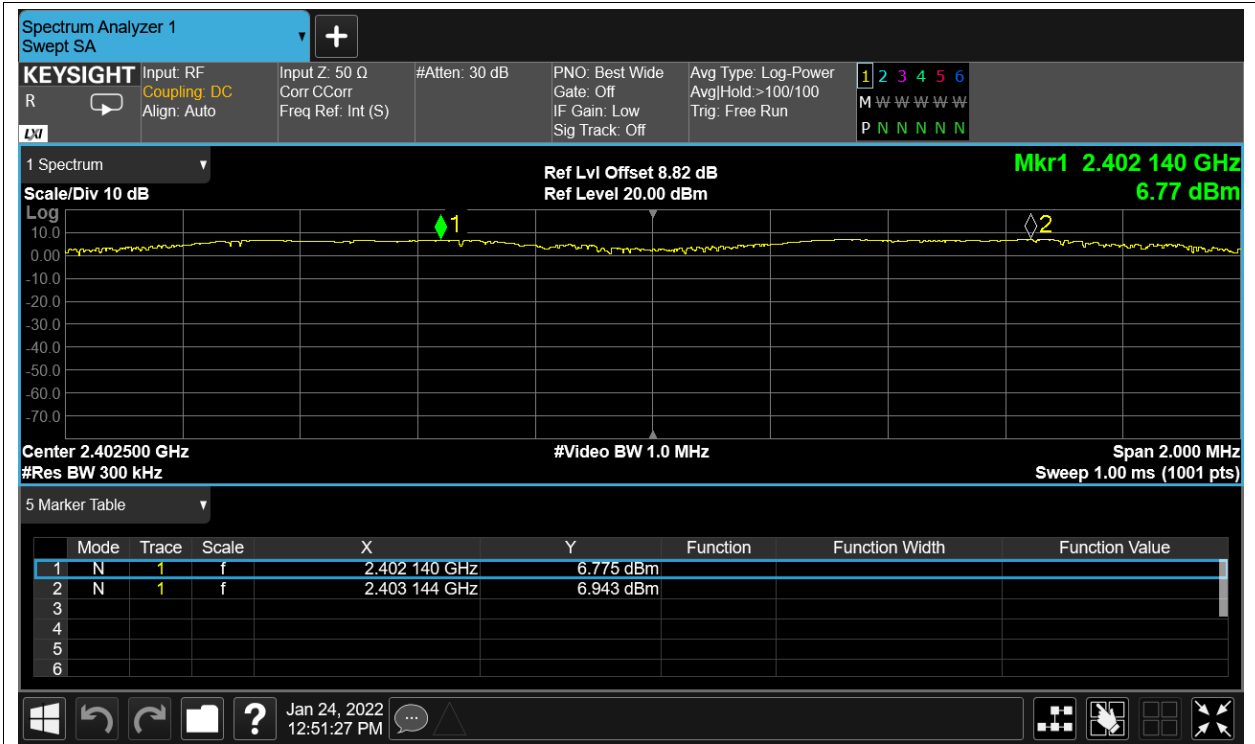 Spectrum Analyzer 1
Swept SA
KEYSIGHT
R
LXI
Input: RF
Coupling: DC
Align: Auto
Input Z: 50 Ω
Corr CCorr
Freq Ref: Int (S)
#Atten: 30 dB
PNO: Best Wide
Gate: Off
IF Gain: Low
Sig Track: Off
Avg Type: Log-Power
Avg|Hold:>100/100
Trig: Free Run
1 2 3 4 5 6
M W W W W W
P N N N N N
1 Spectrum
Scale/Div 10 dB
Ref Lvl Offset 8.82 dB
Ref Level 20.00 dBm
Mkr1 2.402 140 GHz
6.77 dBm
Log
10.0
0.00
-10.0
-20.0
-30.0
-40.0
-50.0
-60.0
-70.0
1
2
Center 2.402500 GHz
#Res BW 300 kHz
#Video BW 1.0 MHz
Span 2.000 MHz
Sweep 1.00 ms (1001 pts)
5 Marker Table
Mode Trace Scale X Y Function Function Width Function Value
1 N 1 f 2.402 140 GHz 6.775 dBm
2 N 1 f 2.403 144 GHz 6.943 dBm
3
4
5
6
?
Jan 24, 2022
12:51:27 PM